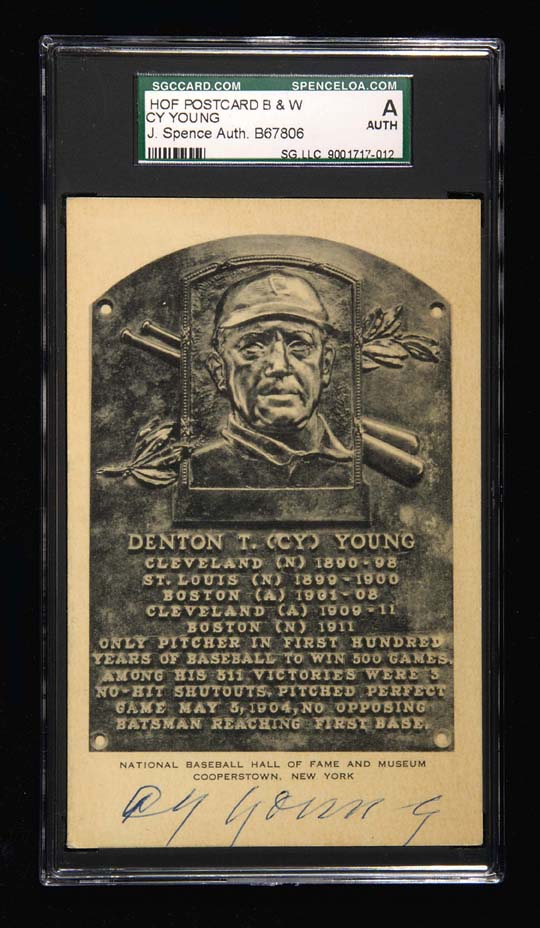 SGCCARD.COM SPENCELOA.COM
HOF POSTCARD B & W A
CY YOUNG AUTH
J. Spence Auth. B67806
SG, LLC 9001717-012
DENTON T. (CY) YOUNG
CLEVELAND (N) 1890-98
ST. LOUIS (N) 1899-1900
BOSTON (A) 1901-08
CLEVELAND (A) 1909-11
BOSTON (N) 1911
ONLY PITCHER IN FIRST HUNDRED
YEARS OF BASEBALL TO WIN 500 GAMES.
AMONG HIS 511 VICTORIES WERE 3
NO-HIT SHUTOUTS. PITCHED PERFECT
GAME MAY 5, 1904, NO OPPOSING
BATSMAN REACHING FIRST BASE.
NATIONAL BASEBALL HALL OF FAME AND MUSEUM
COOPERSTOWN, NEW YORK
Cy Young